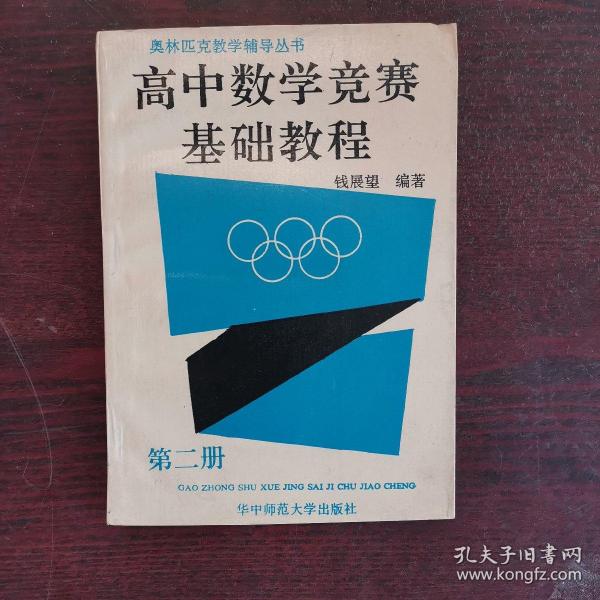 奥林匹克教学辅导丛书
高中数学竞赛
基础教程
钱展望 编著
第二册
GAO ZHONG SHU XUE JING SAI JI CHU JIAO CHENG
华中师范大学出版社
孔夫子旧书网
www.kongfz.com